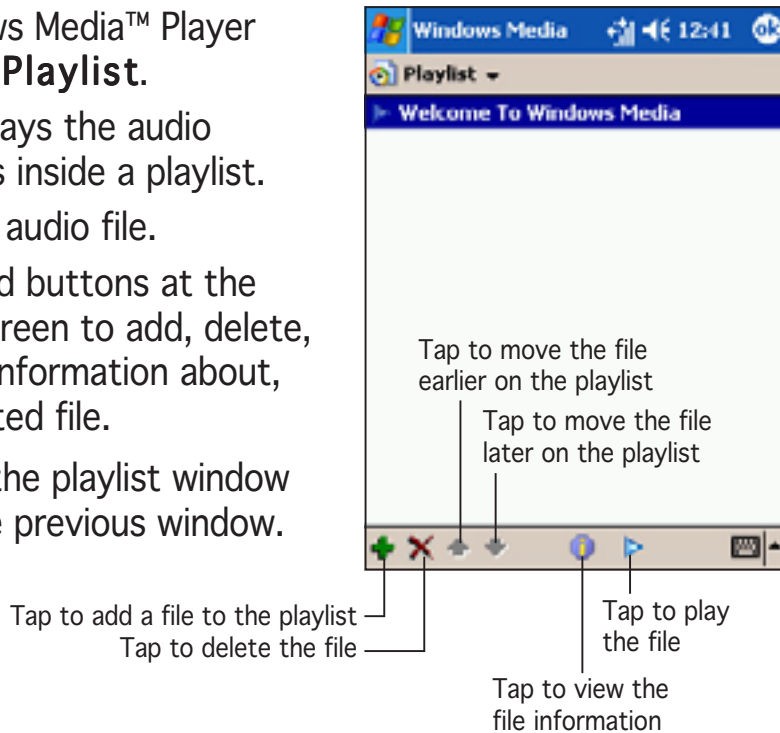 ws Media™ Player
Playlist.
ays the audio
s inside a playlist.
audio file.
d buttons at the
reen to add, delete,
nformation about,
ted file.
the playlist window
e previous window.
Windows Media 12:41 ok
Playlist
Welcome To Windows Media
Tap to move the file
earlier on the playlist
Tap to move the file
later on the playlist
Tap to add a file to the playlist
Tap to delete the file
Tap to play
the file
Tap to view the
file information